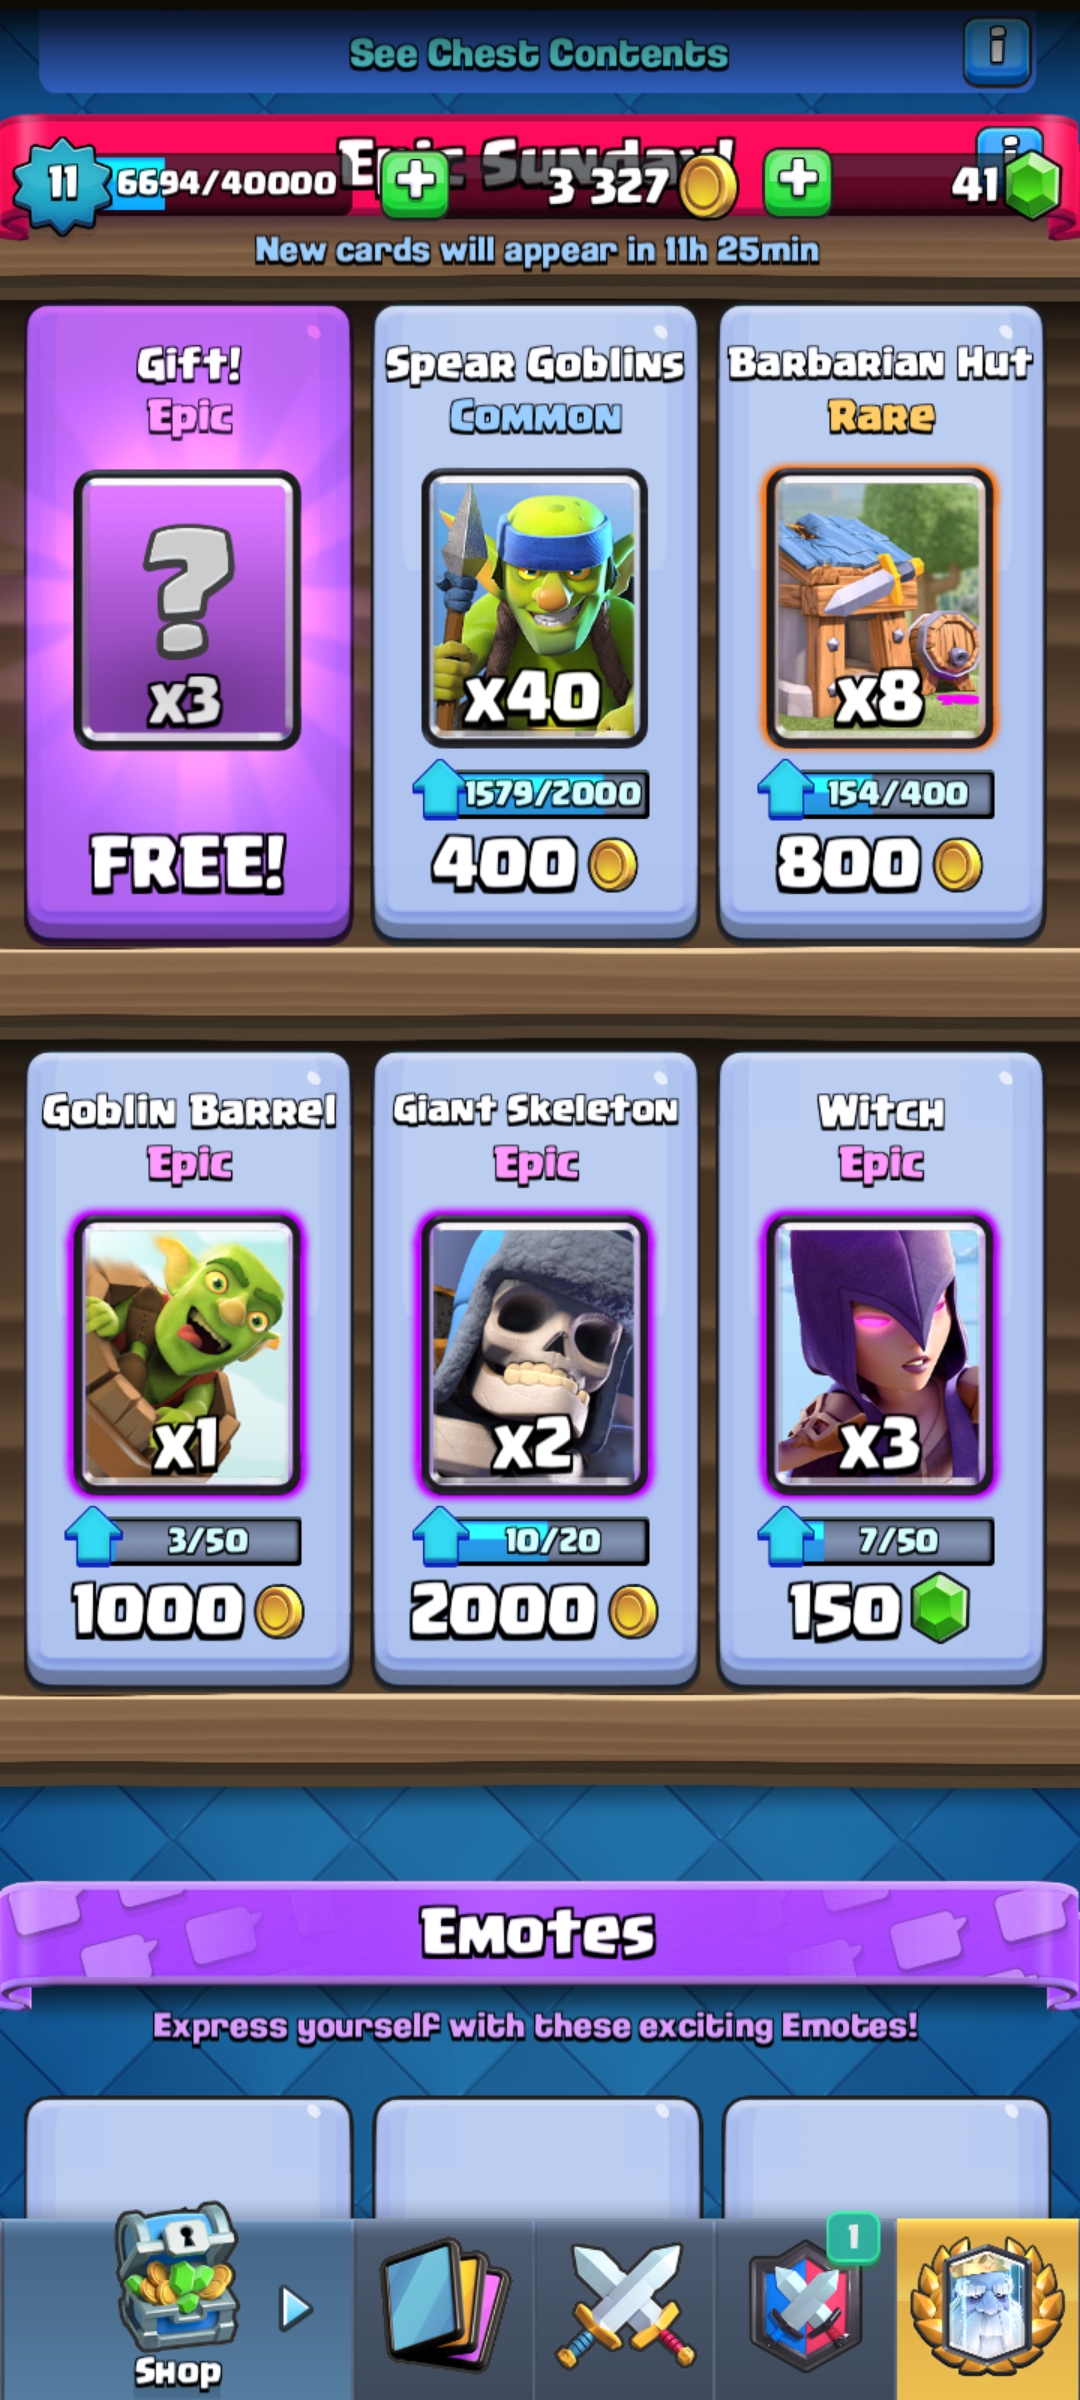 See Chest Contents
Epic Sunday!
11
6694/40000
3 327
41
New cards will appear in 11h 25min
Gift!
Epic
?
x3
FREE!
Spear Goblins
Common
x40
1579/2000
400
Barbarian Hut
Rare
x8
154/400
800
Goblin Barrel
Epic
x1
3/50
1000
Giant Skeleton
Epic
x2
10/20
2000
Witch
Epic
x3
7/50
150
Emotes
Express yourself with these exciting Emotes!
Shop
1